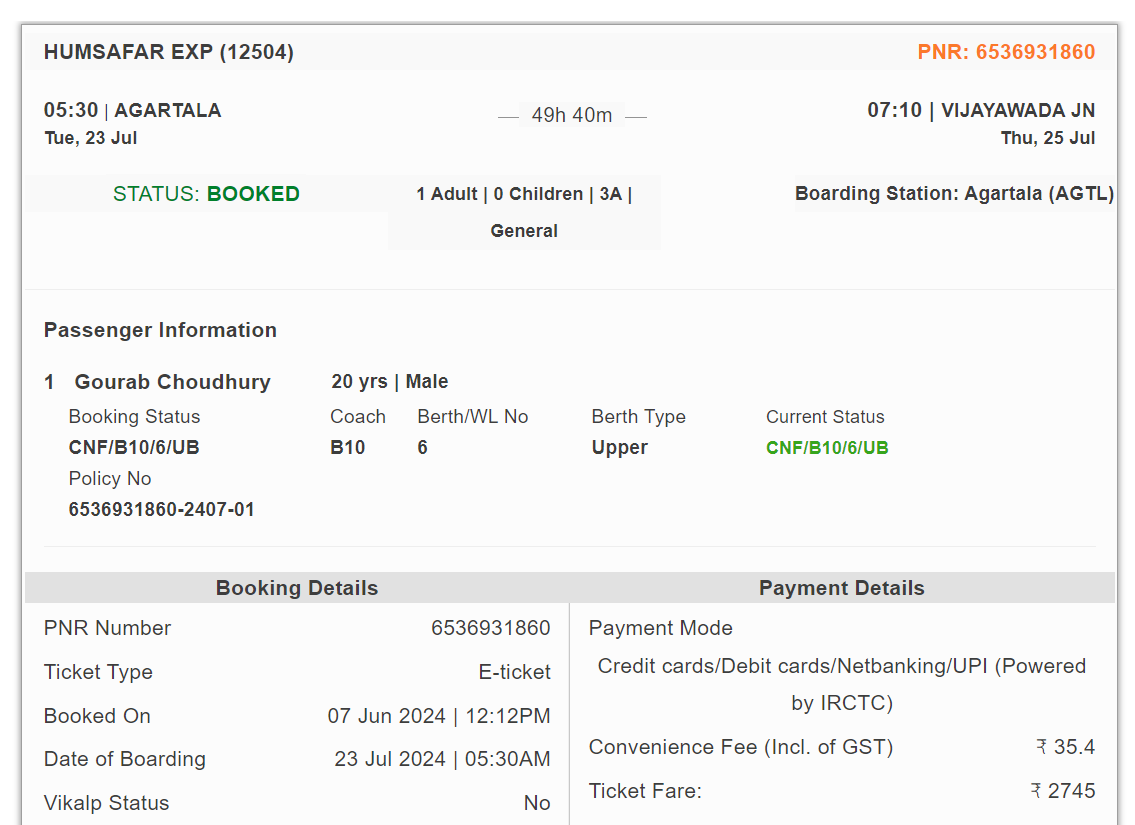 HUMSAFAR EXP (12504) PNR: 6536931860
05:30 | AGARTALA 49h 40m 07:10 | VIJAYAWADA JN
Tue, 23 Jul Thu, 25 Jul
STATUS: BOOKED 1 Adult | 0 Children | 3A | Boarding Station: Agartala (AGTL)
General
Passenger Information
1 Gourab Choudhury 20 yrs | Male
Booking Status Coach Berth/WL No Berth Type Current Status
CNF/B10/6/UB B10 6 Upper CNF/B10/6/UB
Policy No
6536931860-2407-01
Booking Details Payment Details
PNR Number 6536931860 Payment Mode
Ticket Type E-ticket Credit cards/Debit cards/Netbanking/UPI (Powered
by IRCTC)
Booked On 07 Jun 2024 | 12:12PM
Convenience Fee (Incl. of GST) ₹ 35.4
Date of Boarding 23 Jul 2024 | 05:30AM
Ticket Fare: ₹ 2745
Vikalp Status No